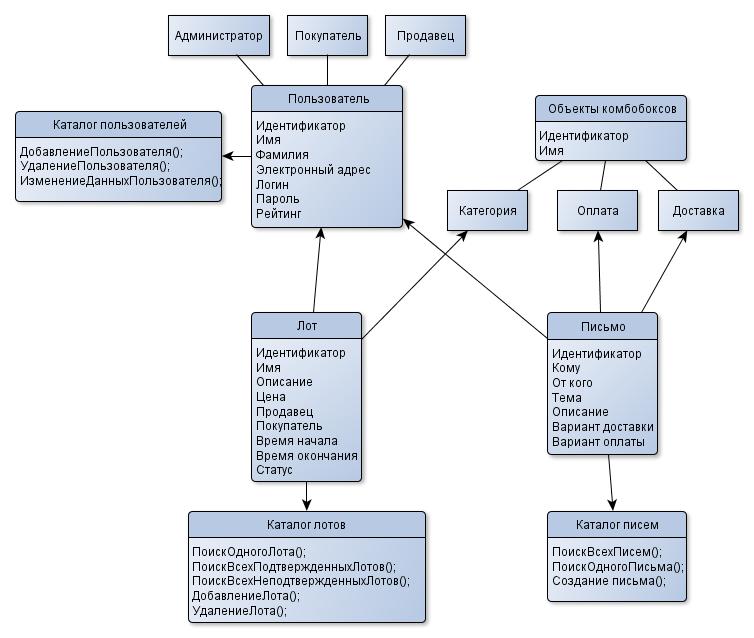 Администратор
Покупатель
Продавец
Пользователь
Идентификатор
Имя
Фамилия
Электронный адрес
Логин
Пароль
Рейтинг
Каталог пользователей
ДобавлениеПользователя();
УдалениеПользователя();
ИзменениеДанныхПользователя();
Объекты комбобоксов
Идентификатор
Имя
Категория
Оплата
Доставка
Лот
Идентификатор
Имя
Описание
Цена
Продавец
Покупатель
Время начала
Время окончания
Статус
Письмо
Идентификатор
Кому
От кого
Тема
Описание
Вариант доставки
Вариант оплаты
Каталог лотов
ПоискОдногоЛота();
ПоискВсехПодтвержденныхЛотов();
ПоискВсехНеподтвержденныхЛотов();
ДобавлениеЛота();
УдалениеЛота();
Каталог писем
ПоискВсехПисем();
ПоискОдногоПисьма();
Создание письма();